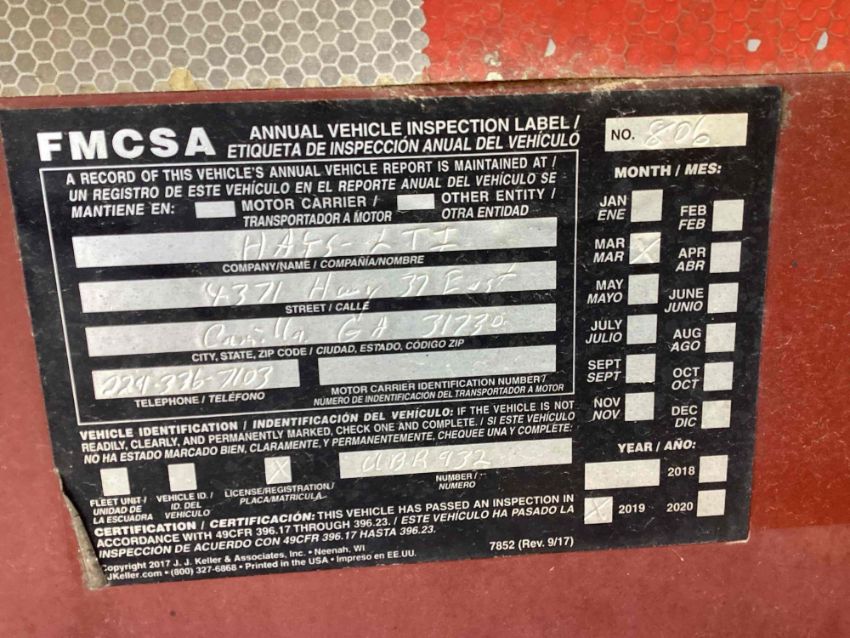 FMCSA ANNUAL VEHICLE INSPECTION LABEL /
ETIQUETA DE INSPECCIÓN ANUAL DEL VEHÍCULO
NO. 806
A RECORD OF THIS VEHICLE'S ANNUAL VEHICLE REPORT IS MAINTAINED AT /
UN REGISTRO DE ESTE VEHÍCULO EN EL REPORTE ANUAL DEL VEHÍCULO SE
MANTIENE EN: MOTOR CARRIER / TRANSPORTADOR A MOTOR OTHER ENTITY / OTRA ENTIDAD
COMPANY/NAME / COMPAÑIA/NOMBRE
4371 Hwy 37 East
STREET / CALLE
Camilla GA 31730
CITY, STATE, ZIP CODE / CIUDAD, ESTADO, CÓDIGO ZIP
229-336-7103
TELEPHONE / TELÉFONO
MOTOR CARRIER IDENTIFICATION NUMBER /
NÚMERO DE INDENTIFICATION DEL TRANSPORTADOR A MOTOR
VEHICLE IDENTIFICATION / INDENTIFICACIÓN DEL VEHÍCULO: IF THE VEHICLE IS NOT
READILY, CLEARLY, AND PERMANENTLY MARKED, CHECK ONE AND COMPLETE. / SI ESTE VEHÍCULO
NO HA ESTADO MARCADO BIEN, CLARAMENTE, Y PERMANENTEMENTE, CHEQUEE UNA Y COMPLETE:
X
FLEET UNIT / UNIDAD DE LA ESCUADRA
VEHICLE ID. / ID. DEL VEHÍCULO
LICENSE/REGISTRATION / PLACA/MATRICULA
NUMBER / NÚMERO
CERTIFICATION / CERTIFICACIÓN: THIS VEHICLE HAS PASSED AN INSPECTION IN
ACCORDANCE WITH 49CFR 396.17 THROUGH 396.23. / ESTE VEHÍCULO HA PASADO LA
INSPECCIÓN DE ACUERDO CON 49CFR 396.17 HASTA 396.23.
Copyright 2017 J. J. Keller & Associates, Inc. • Neenah, WI
JJKeller.com • (800) 327-6868 • Printed in the USA • Impreso en EE.UU.
7852 (Rev. 9/17)
MONTH / MES:
JAN ENE
FEB FEB
MAR MAR X
APR ABR
MAY MAYO
JUNE JUNIO
JULY JULIO
AUG AGO
SEPT SEPT
OCT OCT
NOV NOV
DEC DIC
YEAR / AÑO:
2018
X 2019
2020